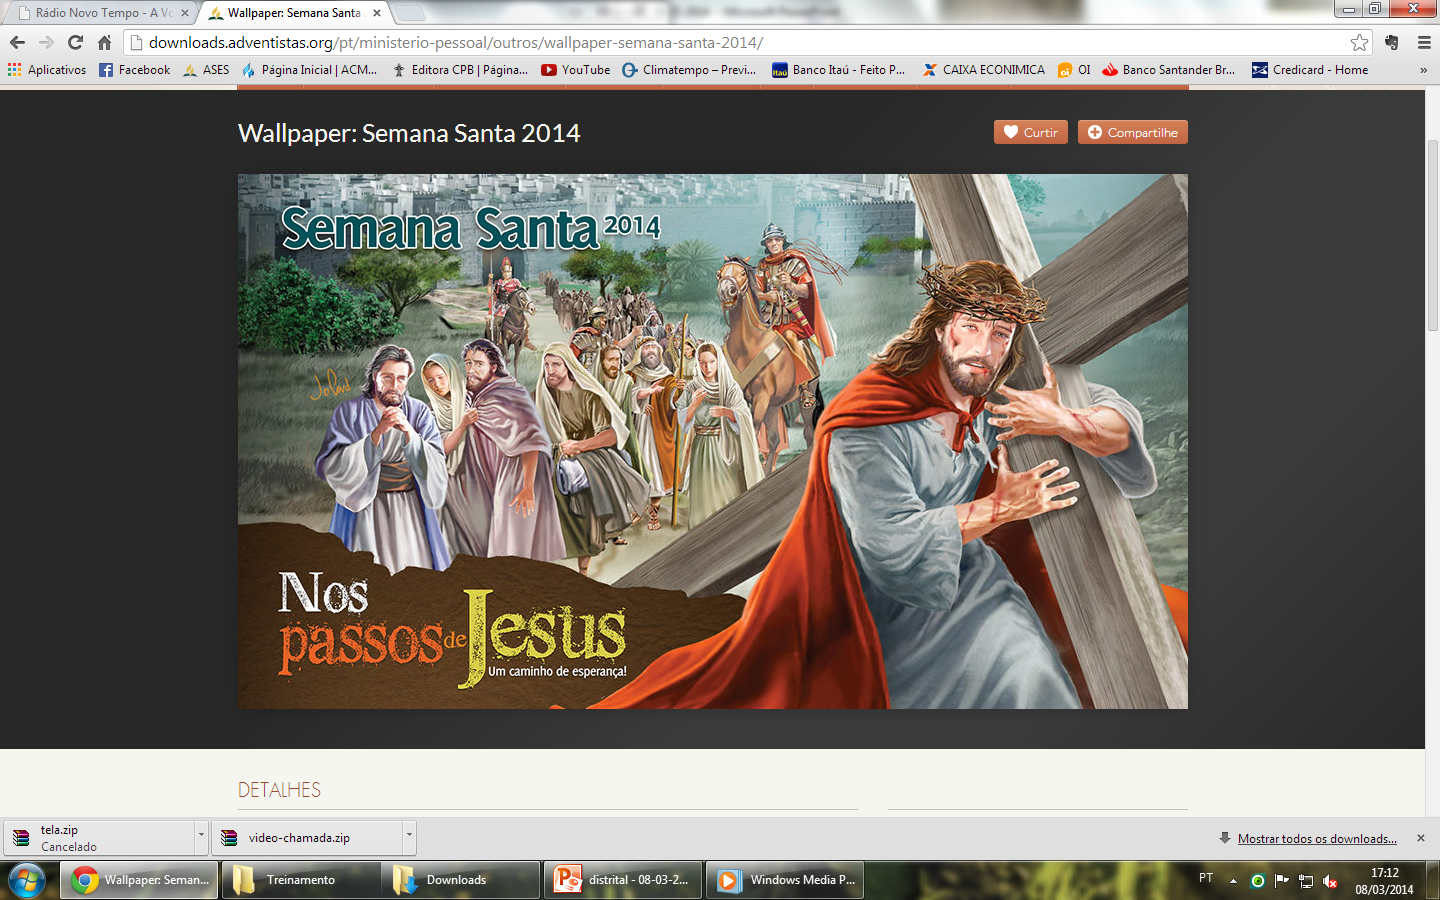 Rádio Novo Tempo - A Vo
Wallpaper: Semana Santa
downloads.adventistas.org/pt/ministerio-pessoal/outros/wallpaper-semana-santa-2014/
Aplicativos
Facebook
ASES
Página Inicial | ACM...
Editora CPB | Página...
YouTube
Climatempo – Previ...
Banco Itaú - Feito P...
CAIXA ECONIMICA
OI
Banco Santander Br...
Credicard - Home
»
Wallpaper: Semana Santa 2014
Curtir
Compartilhe
Semana Santa 2014
Nos
passos de
Jesus
Um caminho de esperança!
DETALHES
tela.zip
Cancelado
video-chamada.zip
Mostrar todos os downloads...
Wallpaper: Seman...
Treinamento
Downloads
distrital - 08-03-2...
Windows Media P...
PT
17:12
08/03/2014